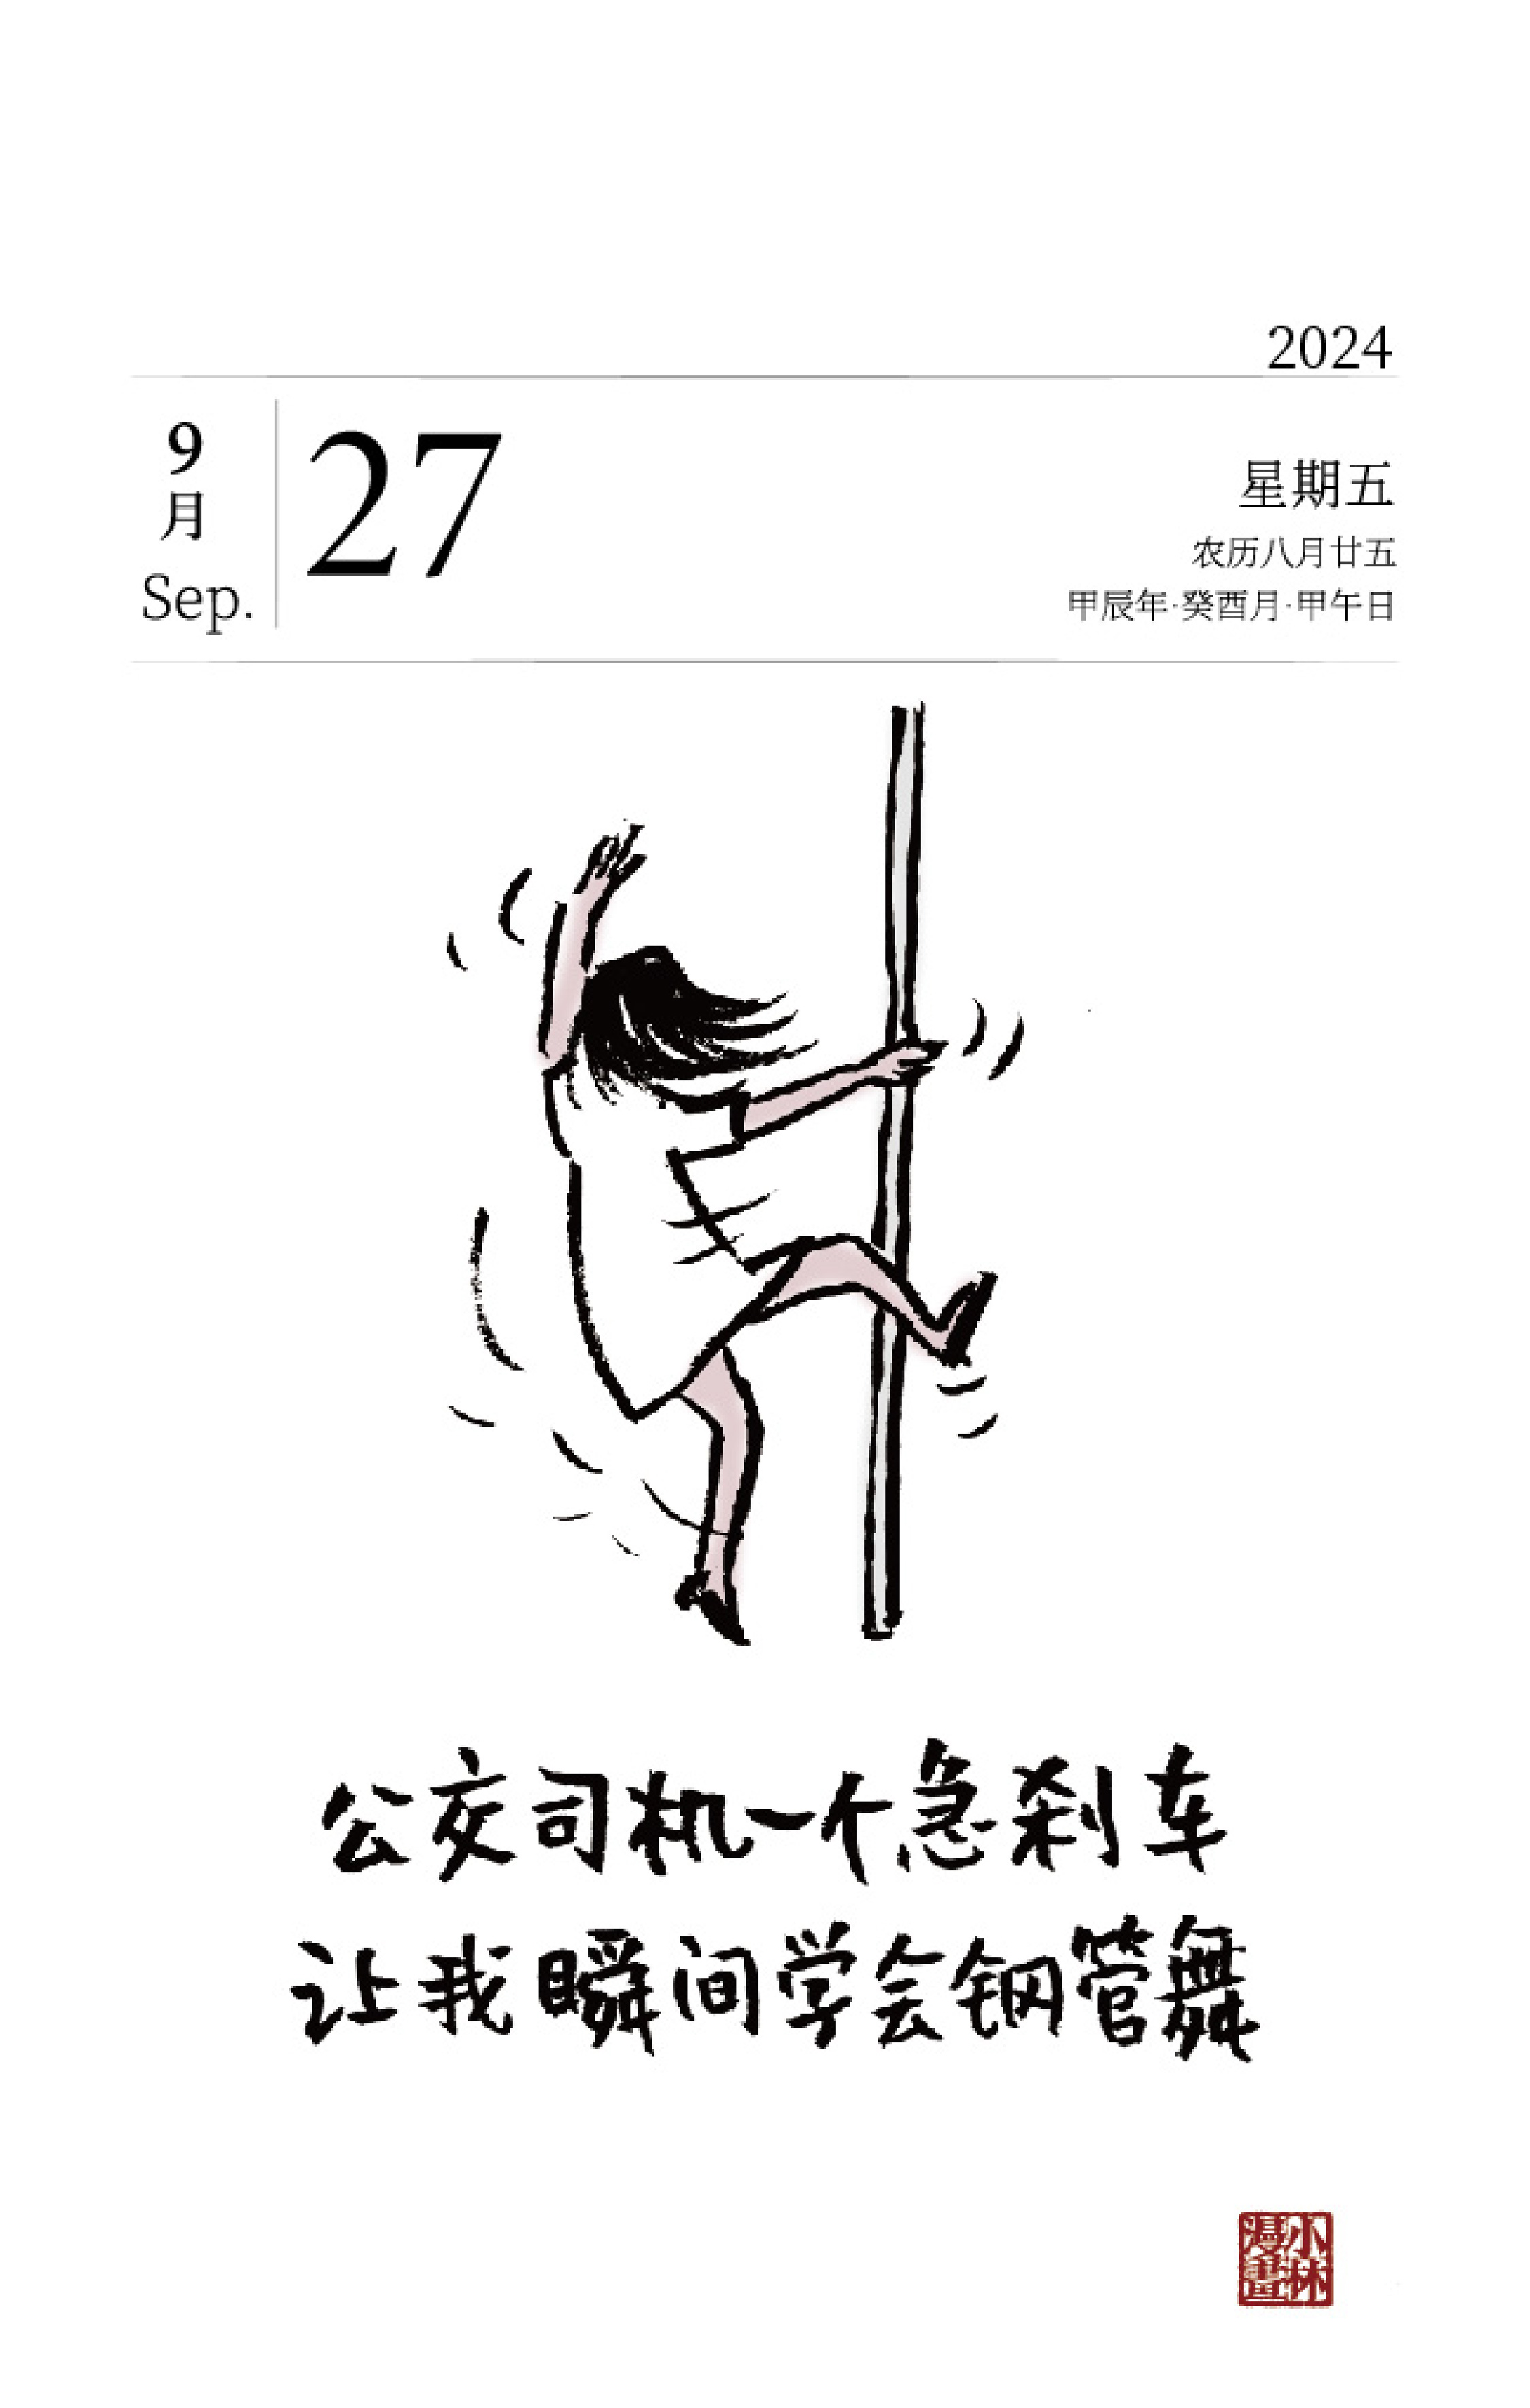 2024
9
月
Sep.
27
星期五
农历八月廿五
甲辰年·癸酉月·甲午日
公交司机一个急刹车
让我瞬间学会钢管舞
小林
漫畫